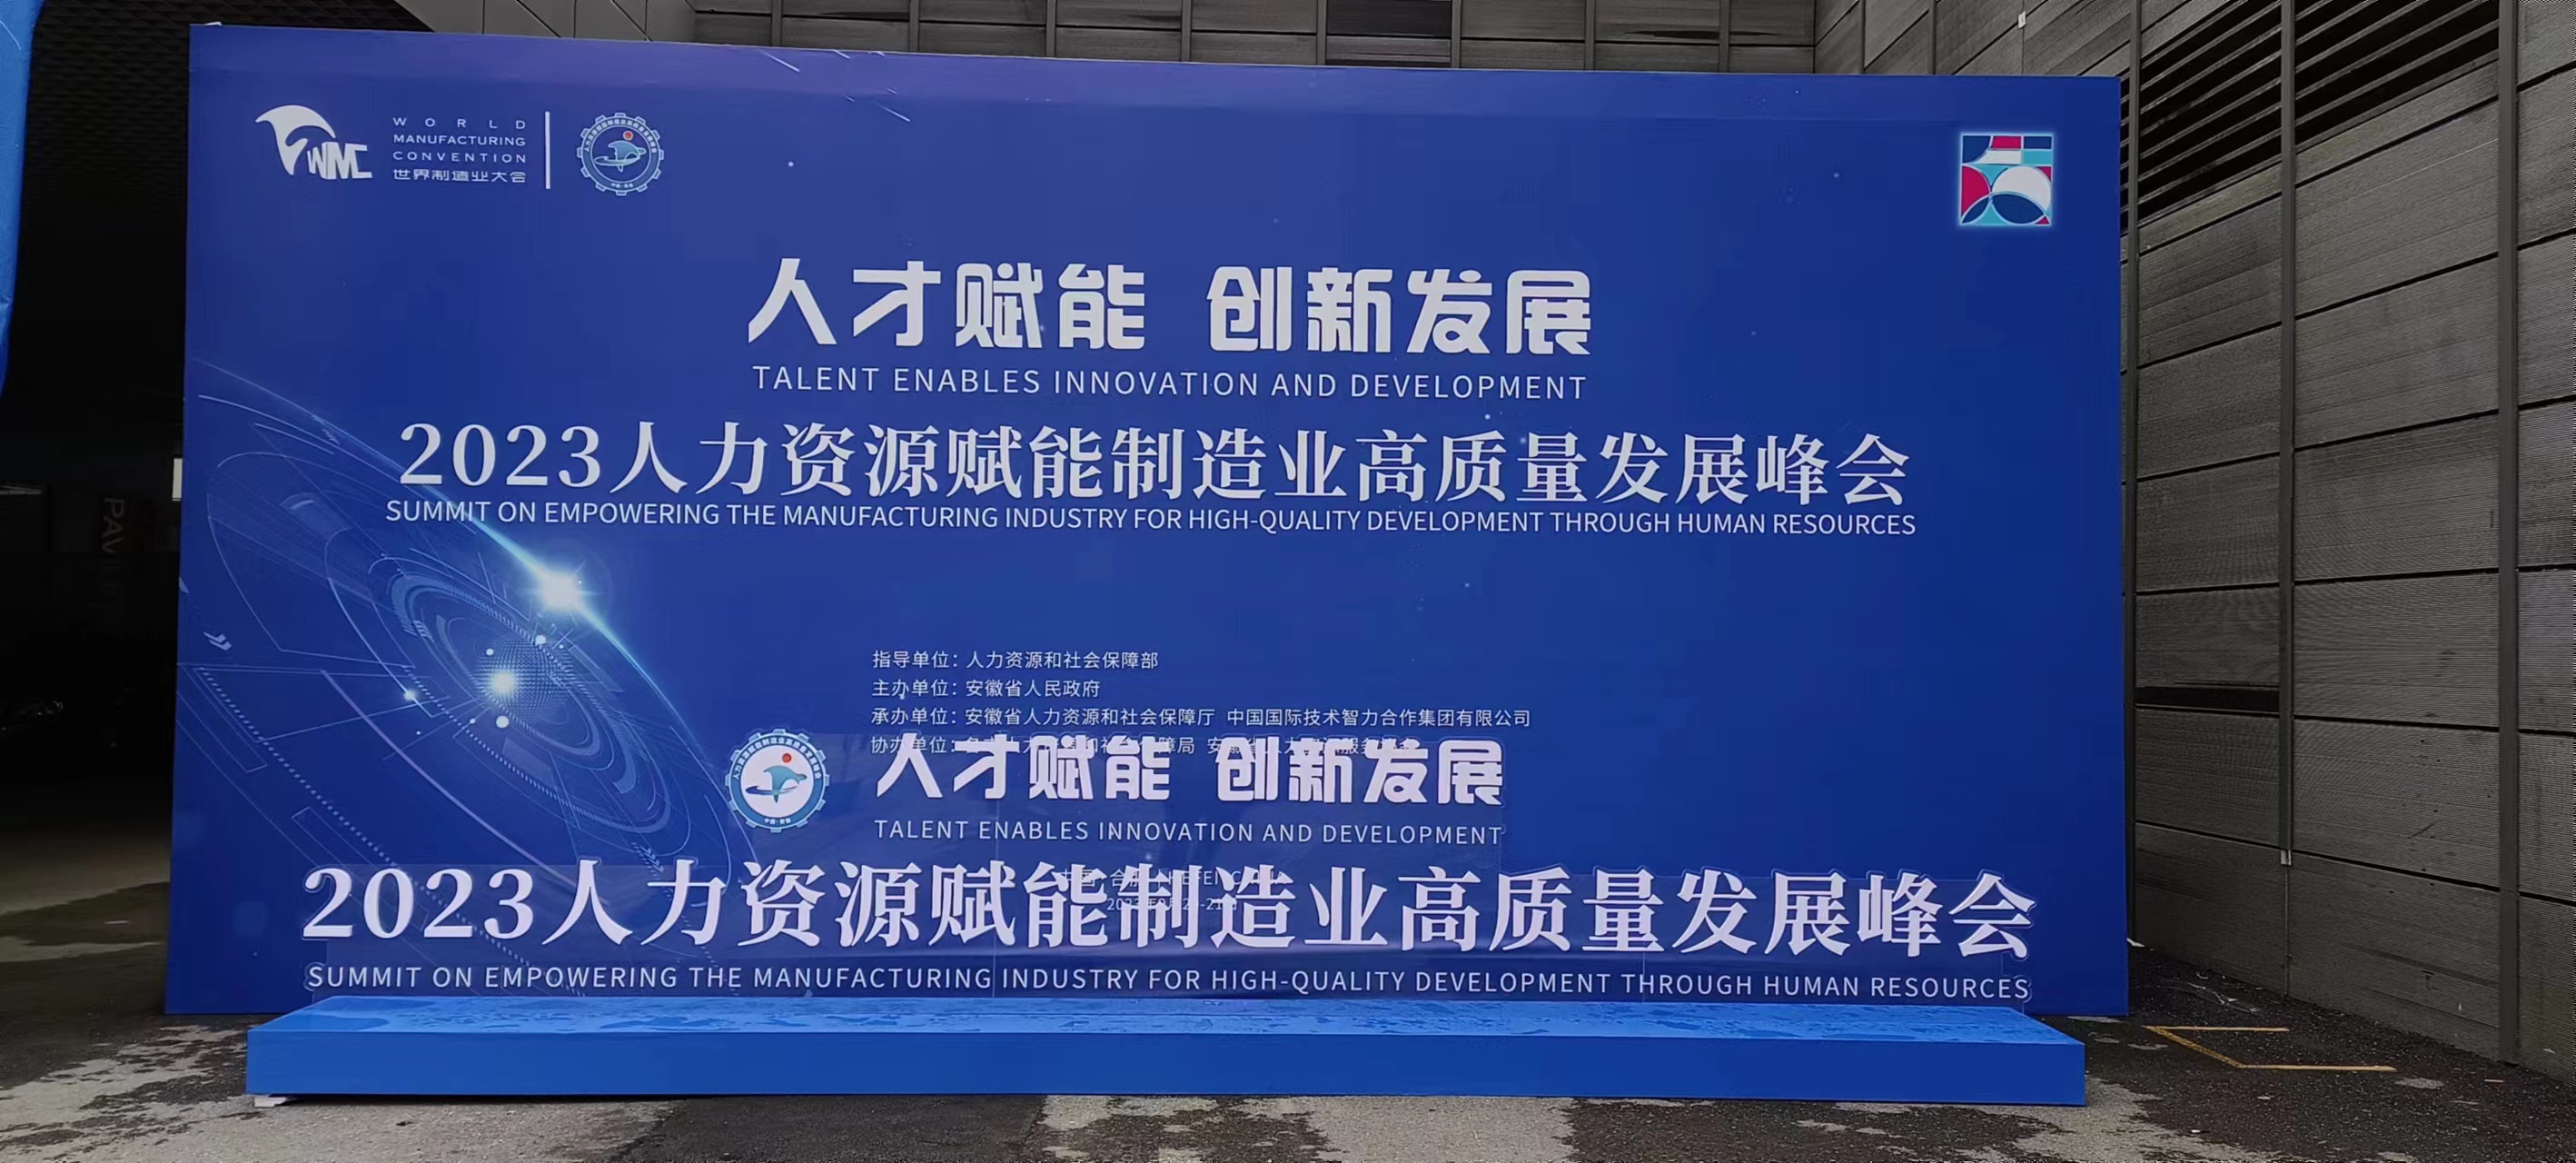 WMC
WORLD
MANUFACTURING
CONVENTION
世界制造业大会
人才赋能 创新发展
TALENT ENABLES INNOVATION AND DEVELOPMENT
2023人力资源赋能制造业高质量发展峰会
SUMMIT ON EMPOWERING THE MANUFACTURING INDUSTRY FOR HIGH-QUALITY DEVELOPMENT THROUGH HUMAN RESOURCES
指导单位：人力资源和社会保障部
主办单位：安徽省人民政府
承办单位：安徽省人力资源和社会保障厅 中国国际技术智力合作集团有限公司
协办单位：
人才赋能 创新发展
TALENT ENABLES INNOVATION AND DEVELOPMENT
2023人力资源赋能制造业高质量发展峰会
SUMMIT ON EMPOWERING THE MANUFACTURING INDUSTRY FOR HIGH-QUALITY DEVELOPMENT THROUGH HUMAN RESOURCES
PAV